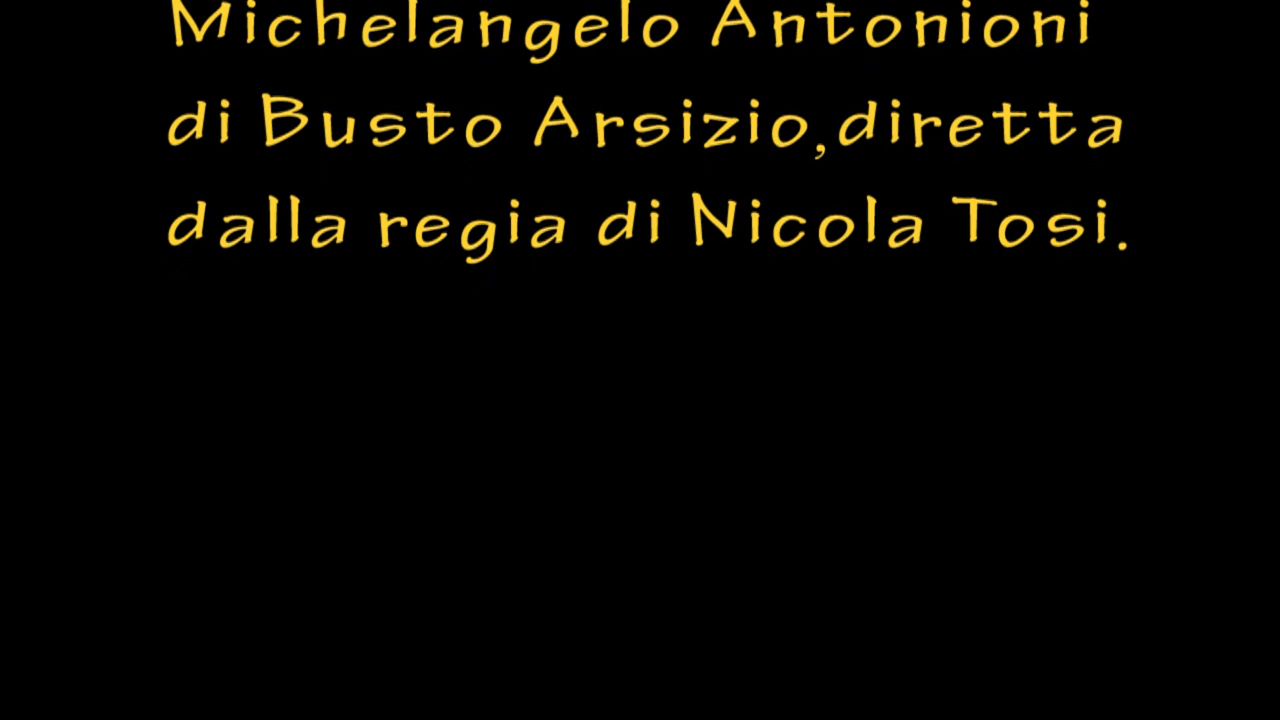 Michelangelo Antonioni
di Busto Arsizio,diretta
dalla regia di Nicola Tosi.